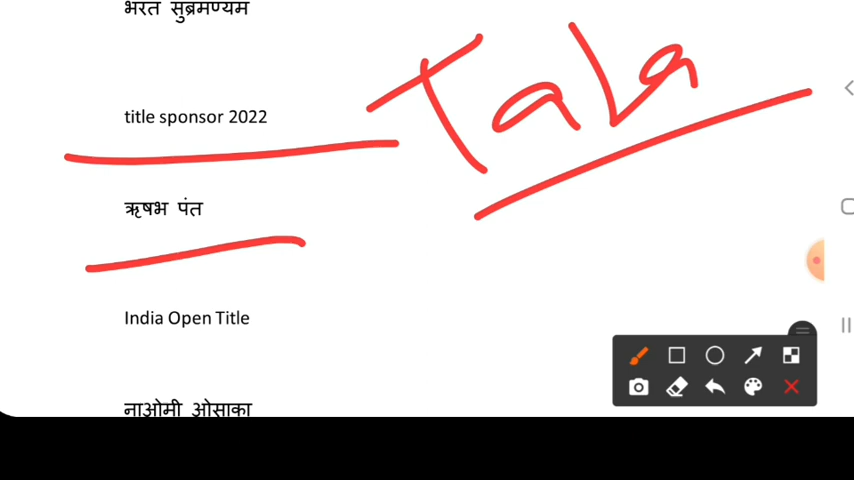 भरत सुब्रमण्यम
title sponsor 2022
Tata
ऋषभ पंत
India Open Title
नाओमी ओसाका